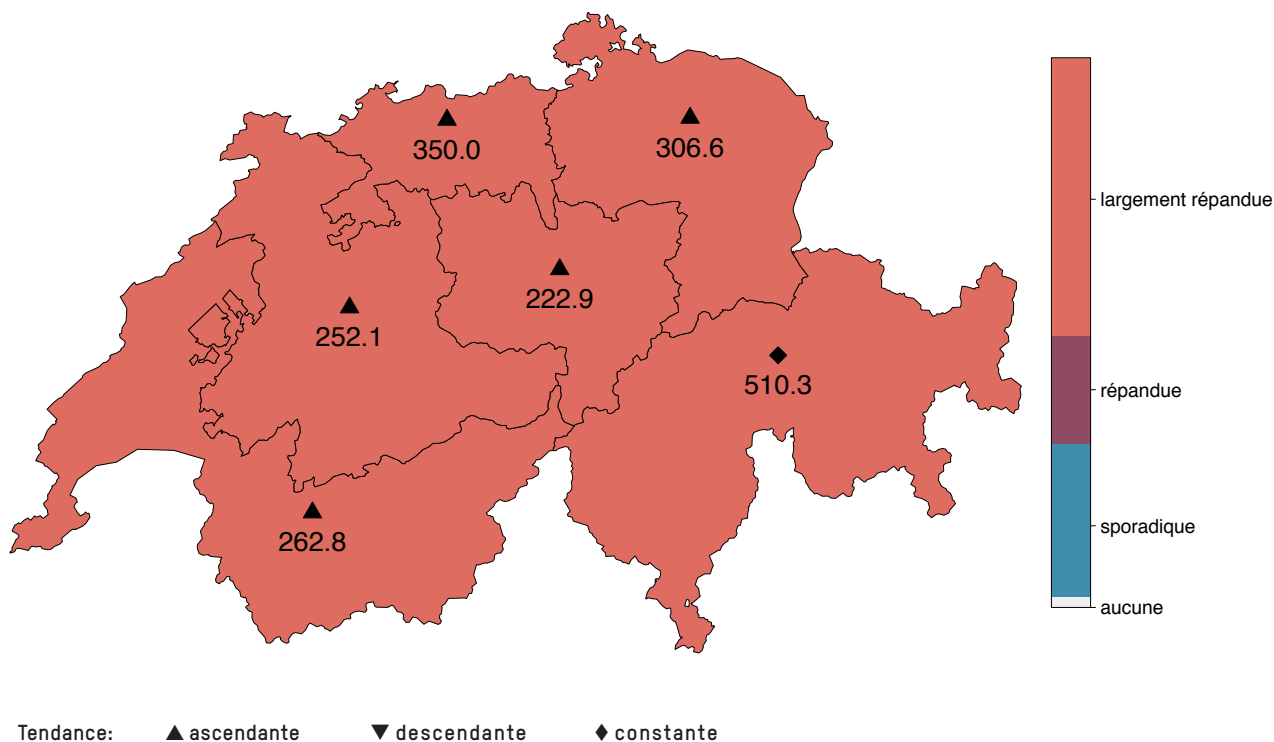 350.0
306.6
largement répandue
222.9
252.1
510.3
répandue
sporadique
262.8
aucune
Tendance: ▲ ascendante ▼ descendante ◆ constante